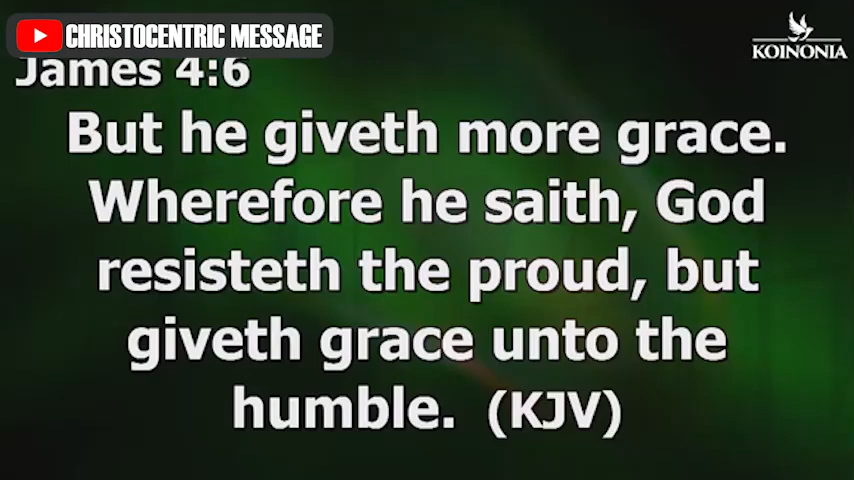 CHRISTOCENTRIC MESSAGE
KOINONIA
James 4:6
But he giveth more grace.
Wherefore he saith, God
resisteth the proud, but
giveth grace unto the
humble. (KJV)